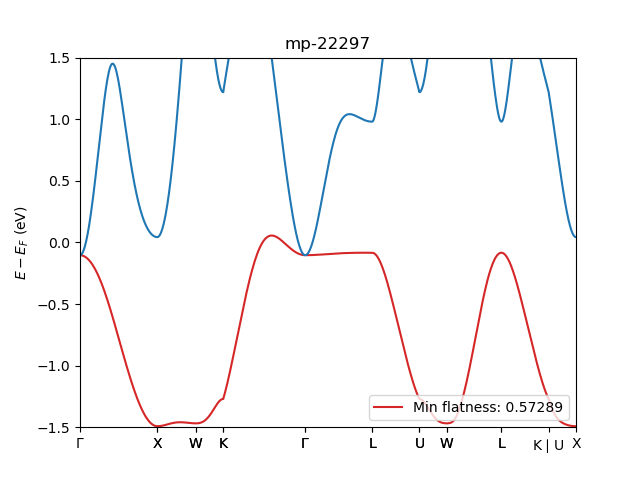 mp-22297
E − E_F (eV)
1.5
1.0
0.5
0.0
−0.5
−1.0
−1.5
Min flatness: 0.57289
Γ X W K Γ L U W L K | U X